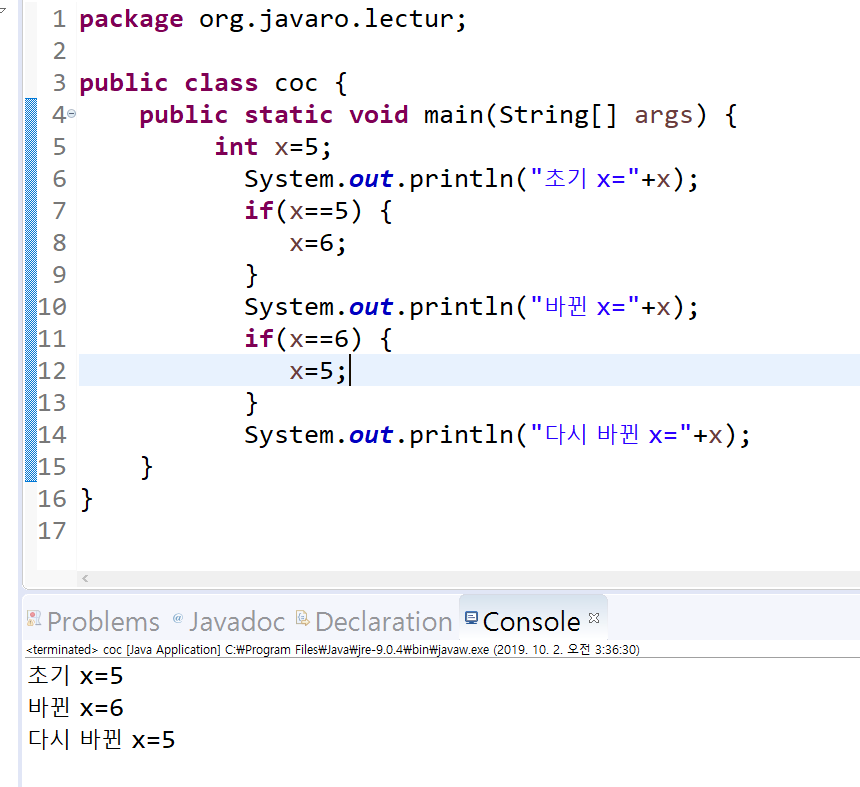 1 package org.javaro.lectur;
2
3 public class coc {
4 public static void main(String[] args) {
5 int x=5;
6 System.out.println("초기 x="+x);
7 if(x==5) {
8 x=6;
9 }
10 System.out.println("바뀐 x="+x);
11 if(x==6) {
12 x=5;
13 }
14 System.out.println("다시 바뀐 x="+x);
15 }
16 }
17
Problems @ Javadoc Declaration Console
<terminated> coc [Java Application] C:₩Program Files₩Java₩jre-9.0.4₩bin₩javaw.exe (2019. 10. 2. 오전 3:36:30)
초기 x=5
바뀐 x=6
다시 바뀐 x=5